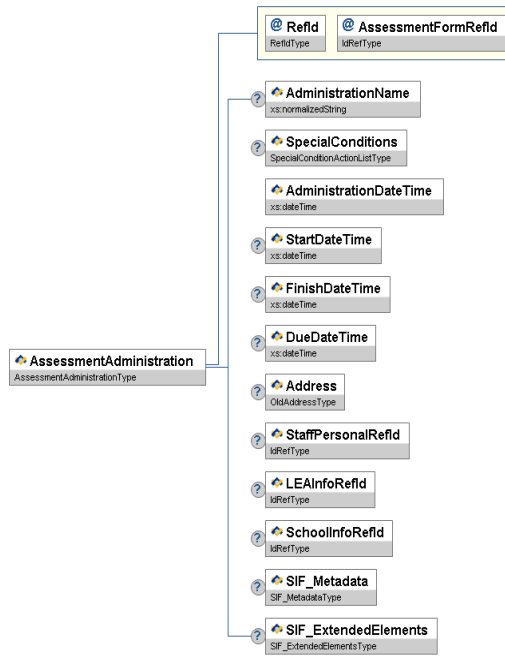 @ RefId
RefIdType
@ AssessmentFormRefId
IdRefType
? AdministrationName
xs:normalizedString
? SpecialConditions
SpecialConditionActionListType
AdministrationDateTime
xs:dateTime
? StartDateTime
xs:dateTime
? FinishDateTime
xs:dateTime
? DueDateTime
xs:dateTime
AssessmentAdministration
AssessmentAdministrationType
? Address
OldAddressType
? StaffPersonalRefId
IdRefType
? LEAInfoRefId
IdRefType
? SchoolInfoRefId
IdRefType
? SIF_Metadata
SIF_MetadataType
? SIF_ExtendedElements
SIF_ExtendedElementsType